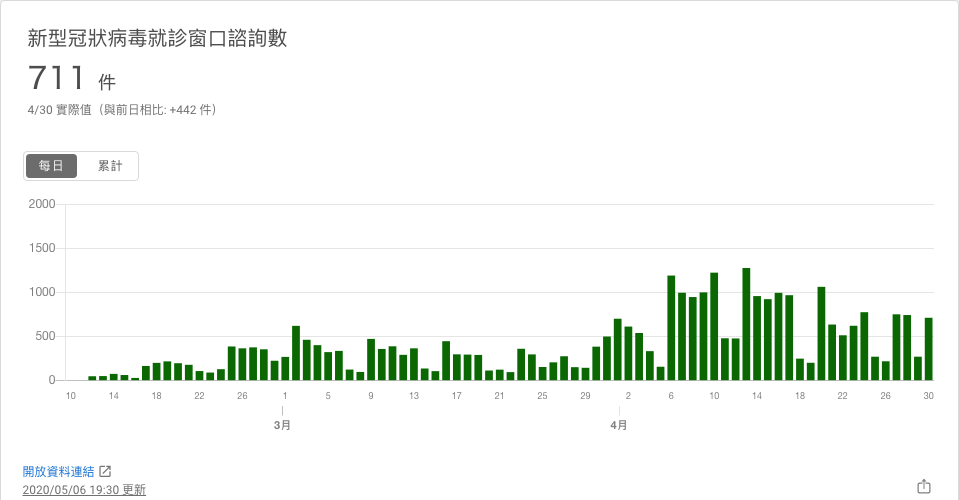 新型冠狀病毒就診窗口諮詢數
711 件
4/30 實際值（與前日相比: +442 件）
每日 累計
2000
1500
1000
500
0
10 14 18 22 26 1 5 9 13 17 21 25 29 2 6 10 14 18 22 26 30
3月 4月
開放資料連結
2020/05/06 19:30 更新